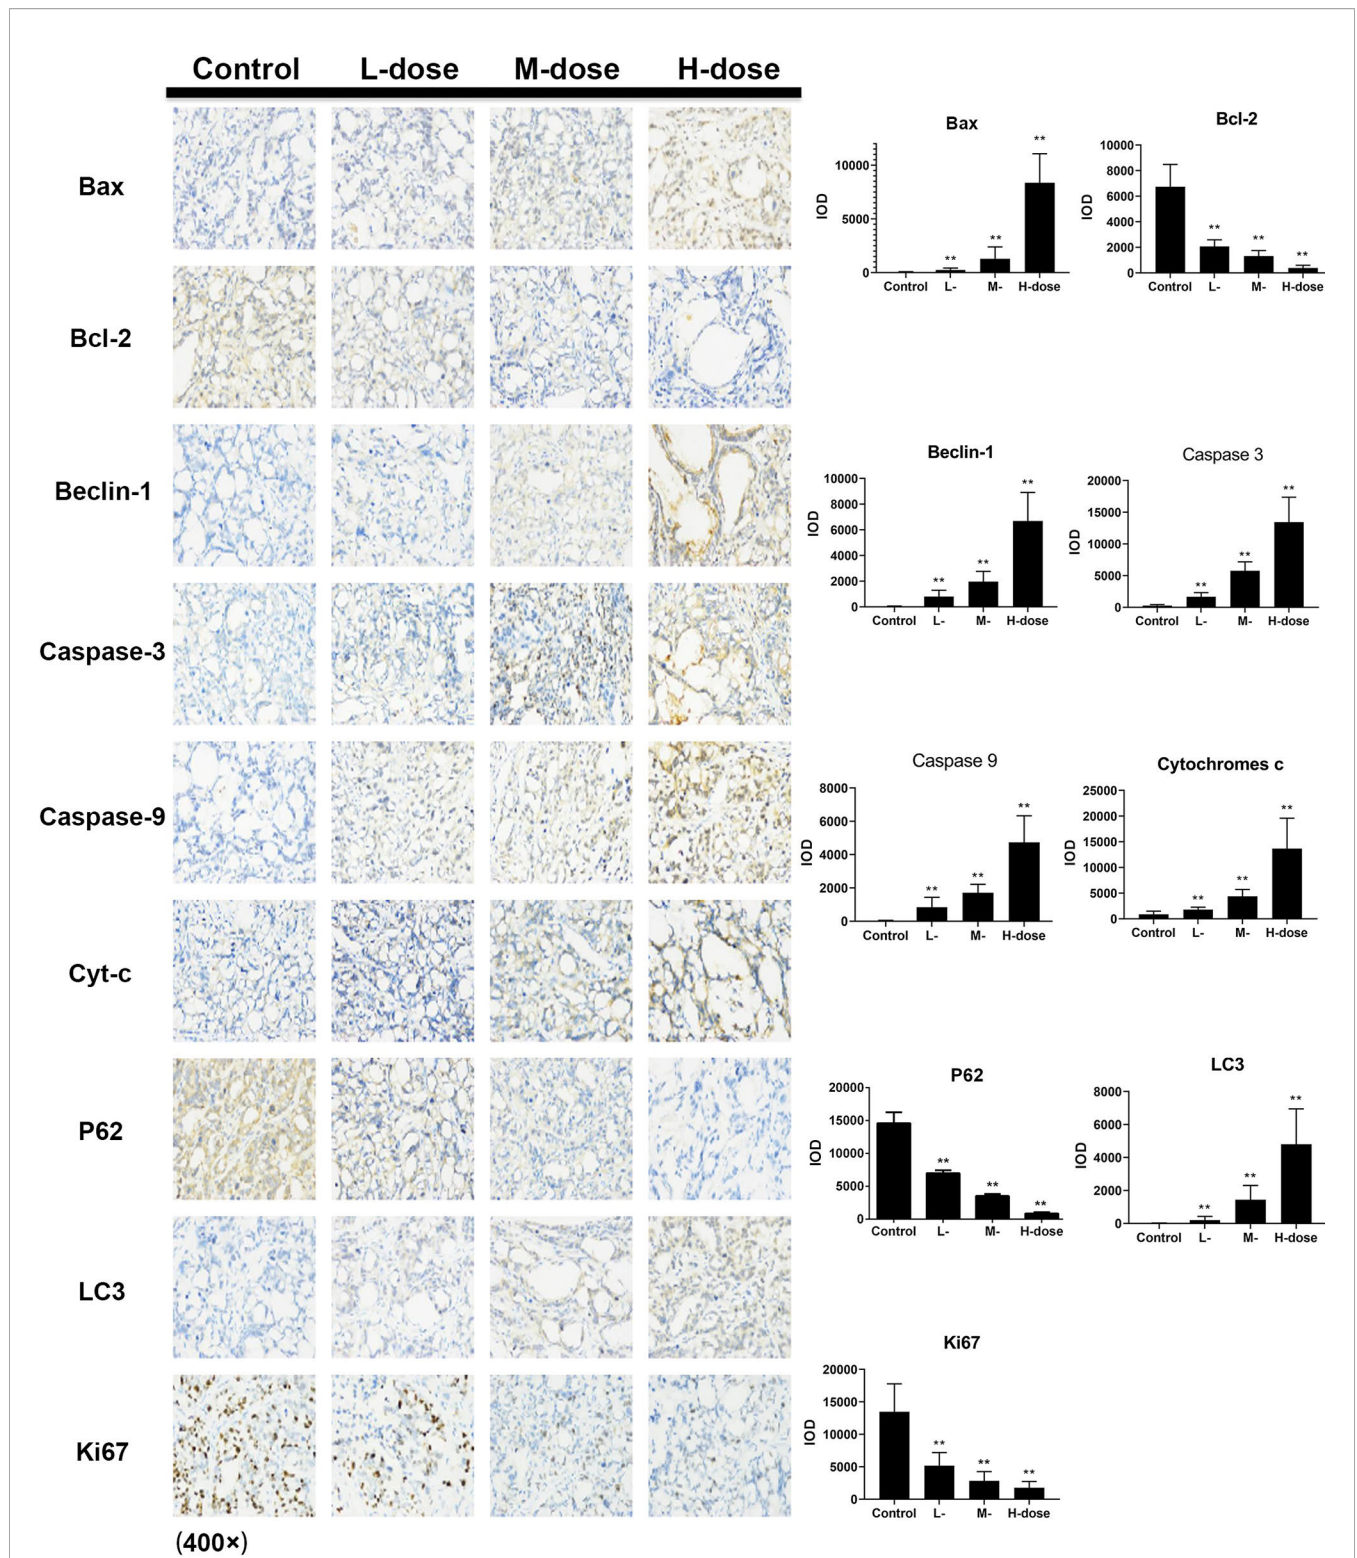 Control L-dose M-dose H-dose
Bax
Bcl-2
Beclin-1
Caspase-3
Caspase-9
Cyt-c
P62
LC3
Ki67
(400×)
Bax
IOD
10000
5000
0
**
**
**
Control L- M- H-dose
Bcl-2
IOD
10000
8000
6000
4000
2000
0
**
**
**
Control L- M- H-dose
Beclin-1
IOD
10000
8000
6000
4000
2000
0
**
**
**
Control L- M- H-dose
Caspase 3
IOD
20000
15000
10000
5000
0
**
**
**
Control L- M- H-dose
Caspase 9
IOD
8000
6000
4000
2000
0
**
**
**
Control L- M- H-dose
Cytochromes c
IOD
25000
20000
15000
10000
5000
0
**
**
**
Control L- M- H-dose
P62
IOD
20000
15000
10000
5000
0
**
**
**
Control L- M- H-dose
LC3
IOD
8000
6000
4000
2000
0
**
**
**
Control L- M- H-dose
Ki67
IOD
20000
15000
10000
5000
0
**
**
**
Control L- M- H-dose